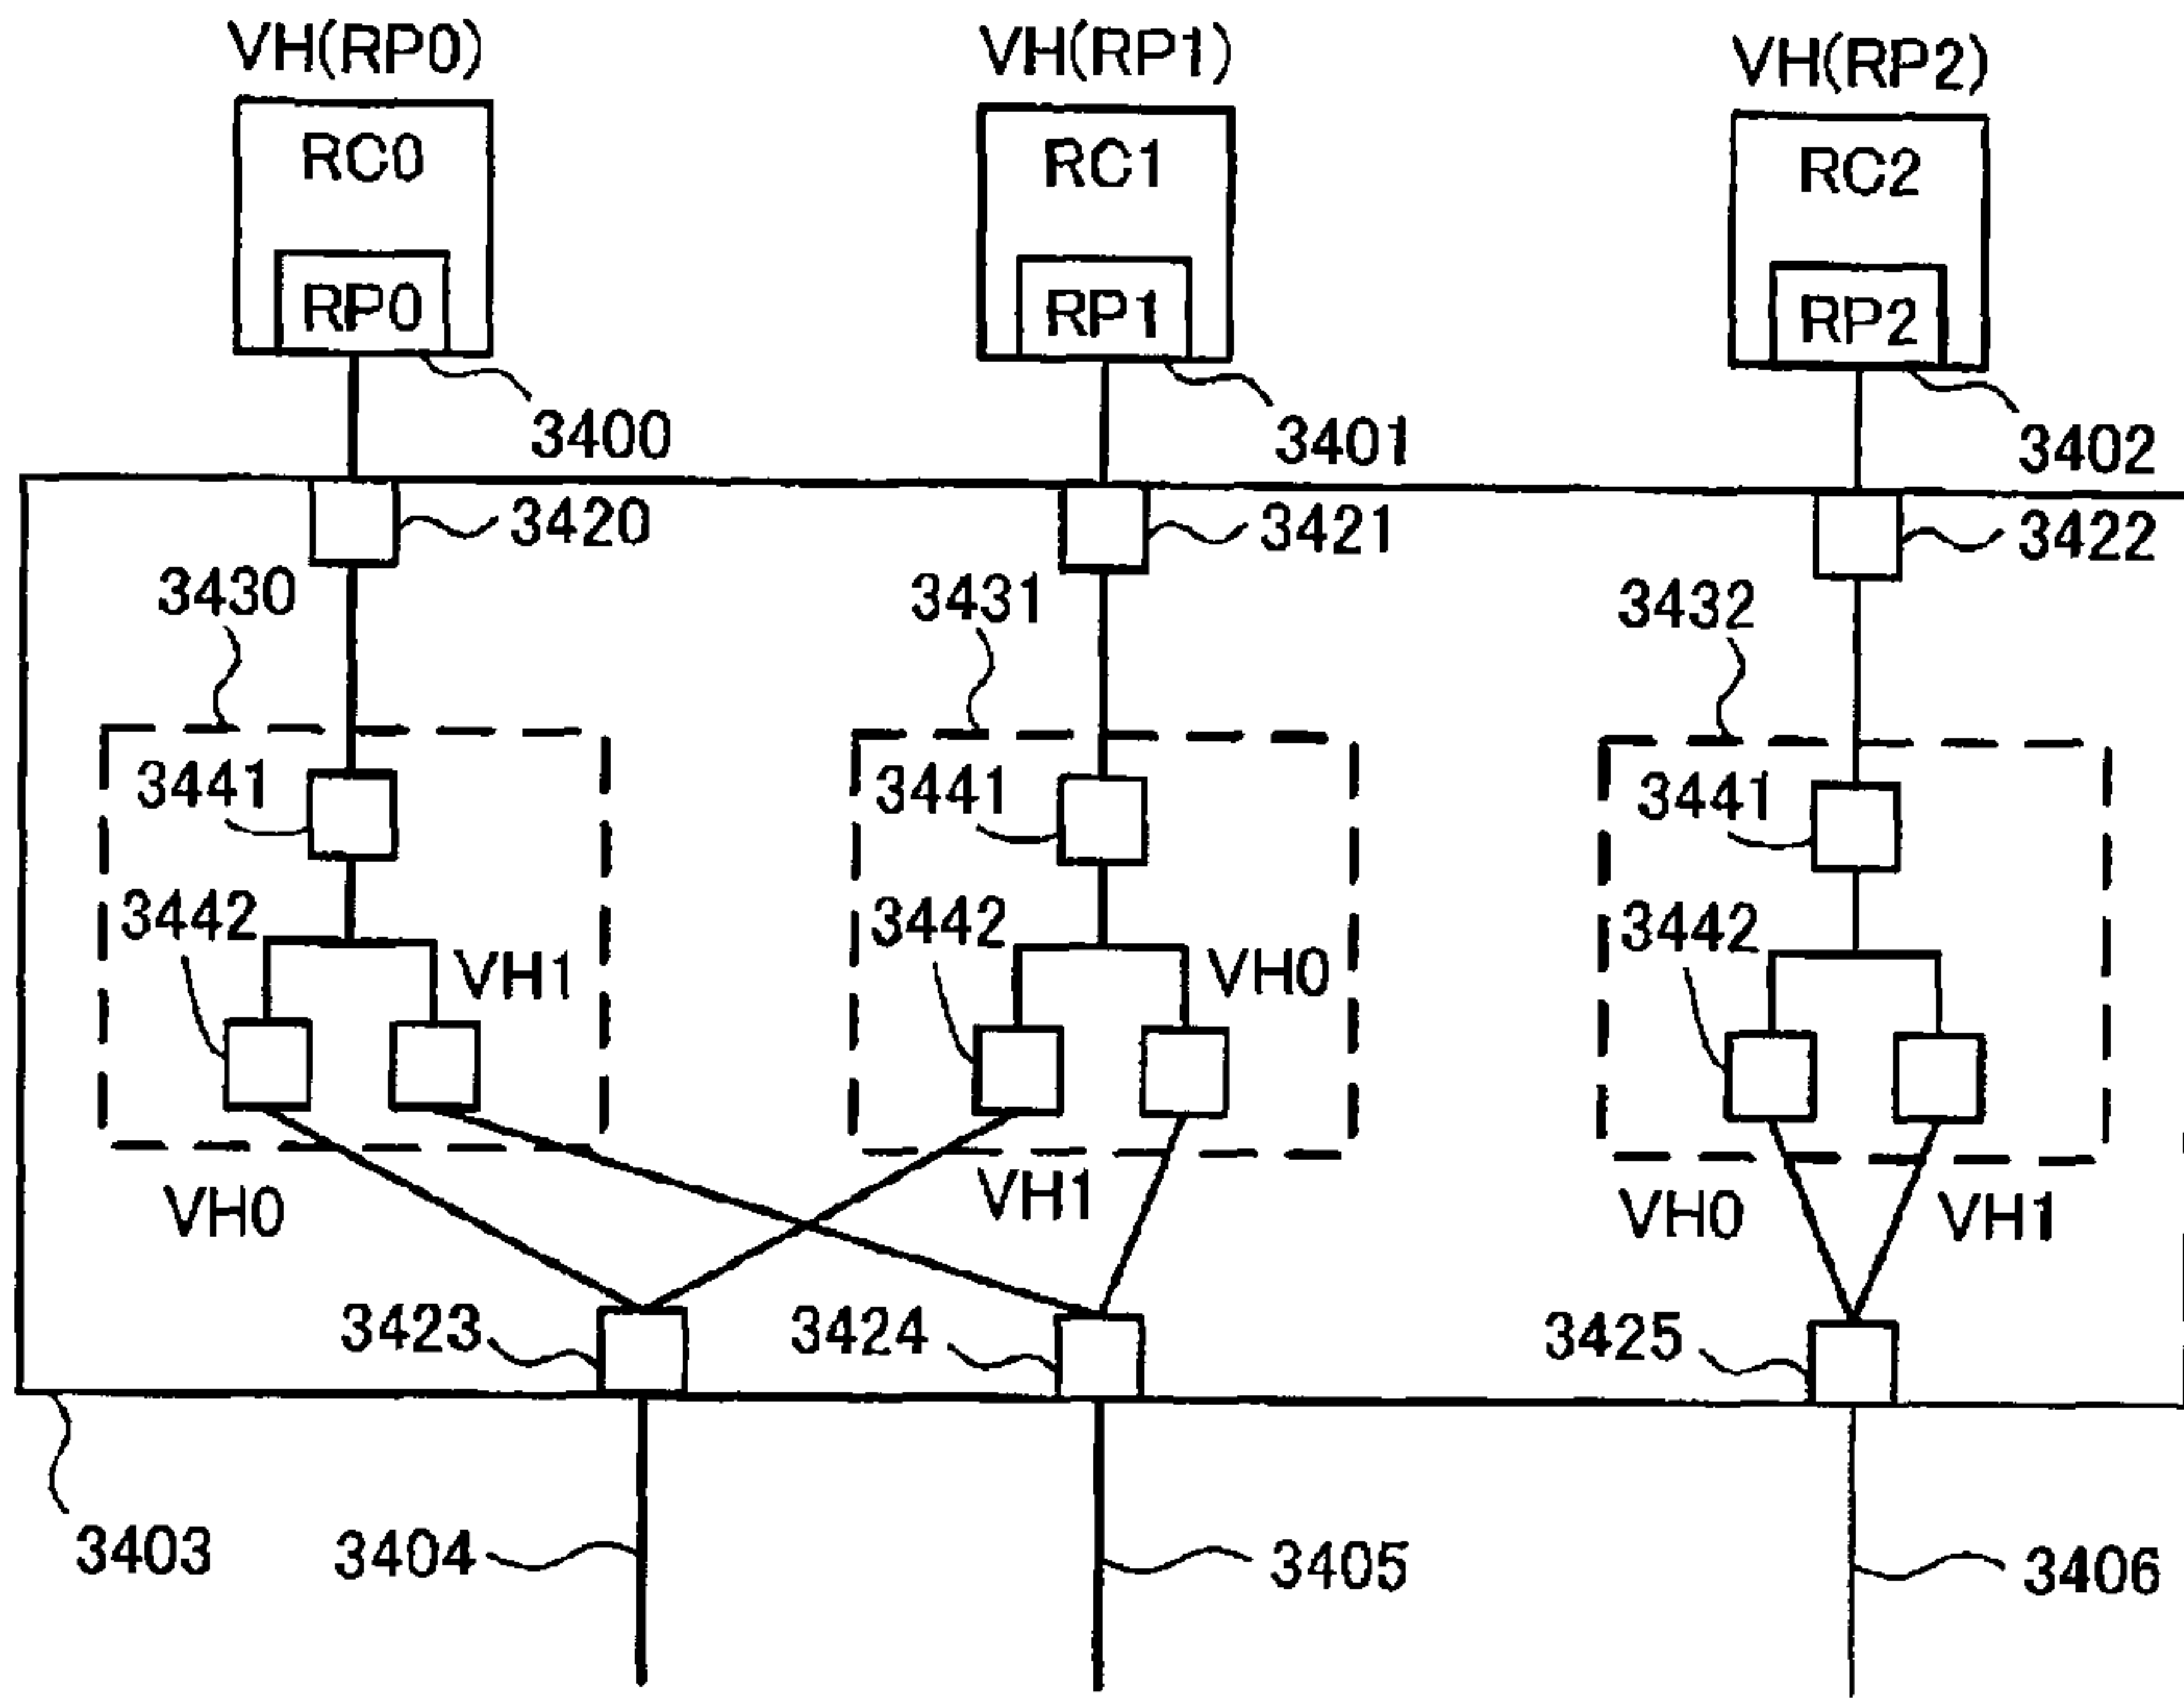 VH(RP0) VH(RP1) VH(RP2)
RC0 RC1 RC2
RP0 RP1 RP2
3400 3401 3402
3420 3421 3422
3430 3431 3432
3441 3441 3441
3442 3442 3442
VH1 VH0
VH0 VH1 VH0 VH1
3423 3424 3425
3403 3404 3405 3406